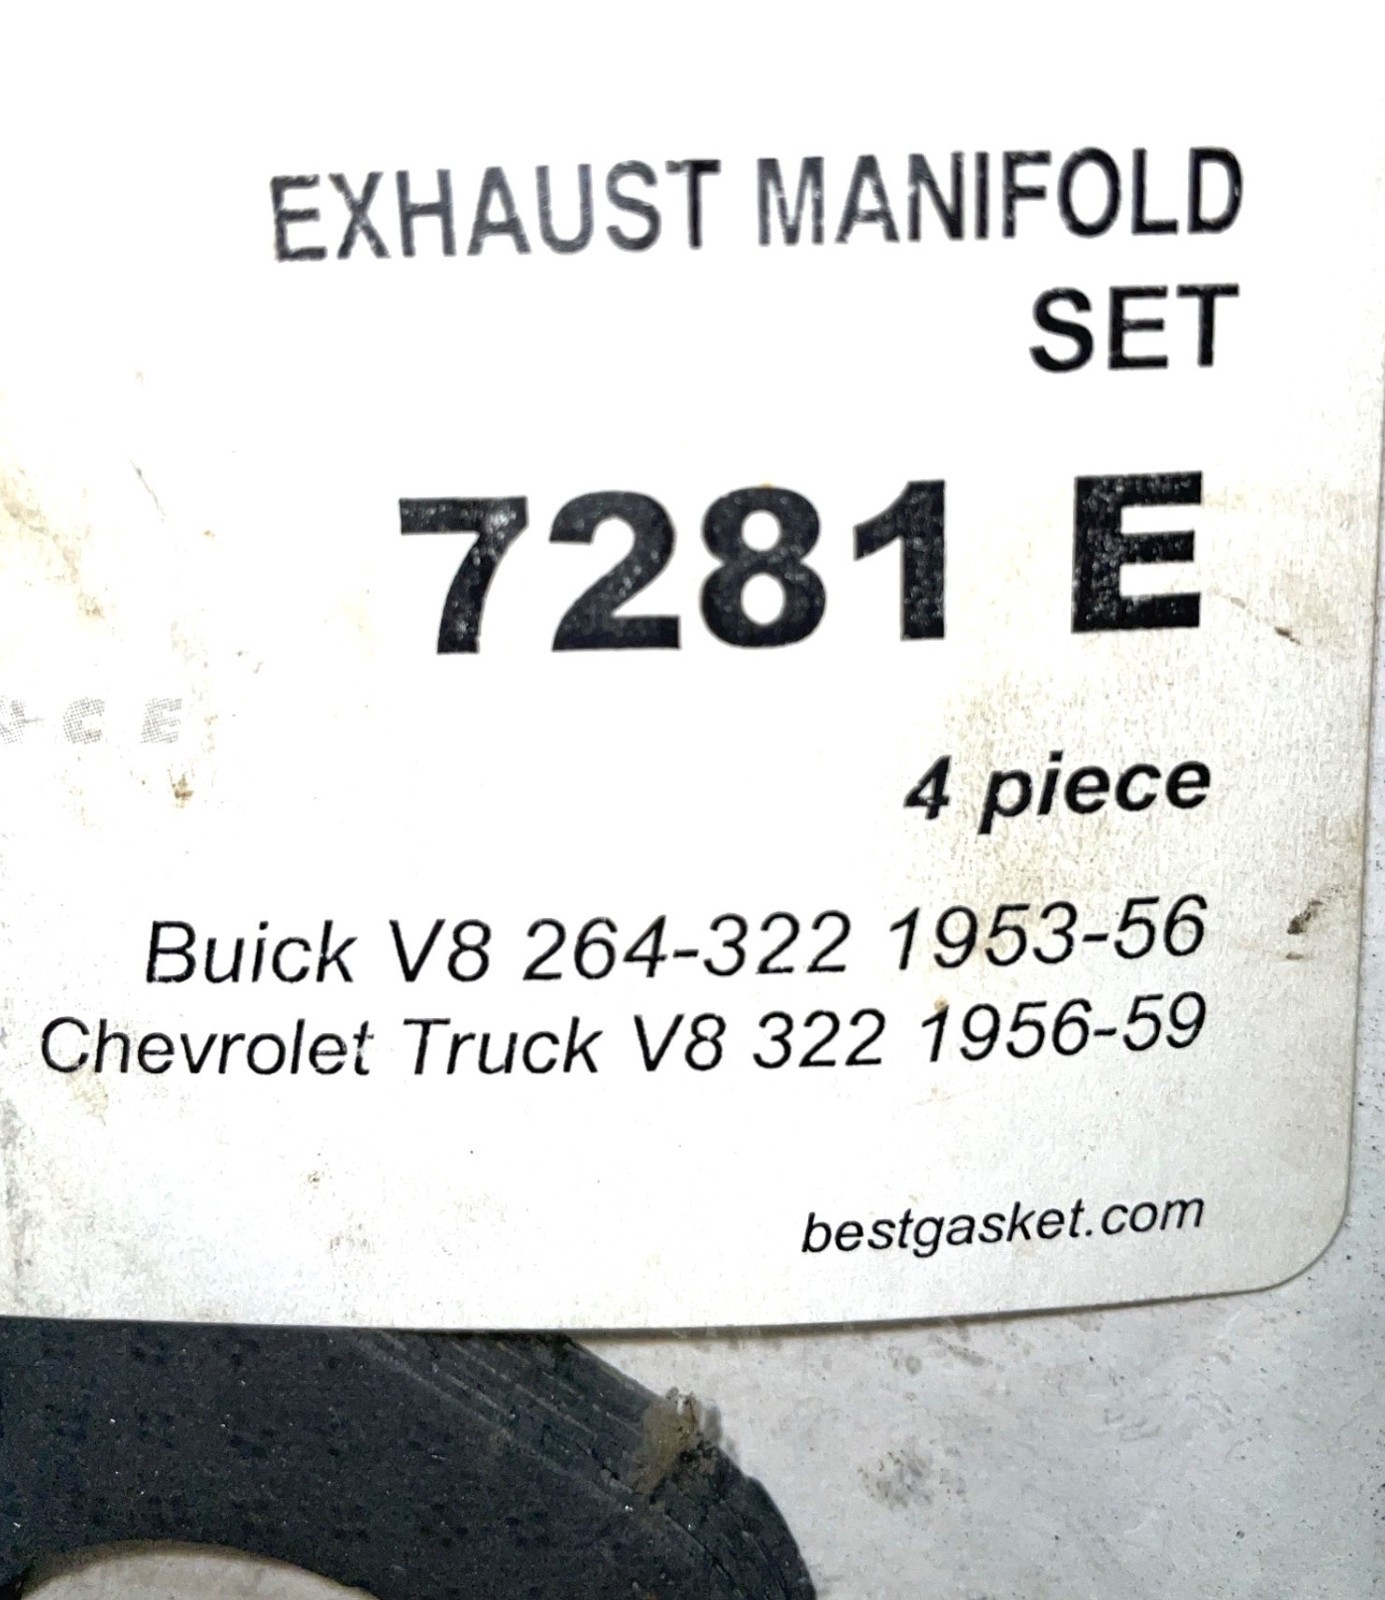 EXHAUST MANIFOLD
SET
7281 E
4 piece
Buick V8 264-322 1953-56
Chevrolet Truck V8 322 1956-59
bestgasket.com